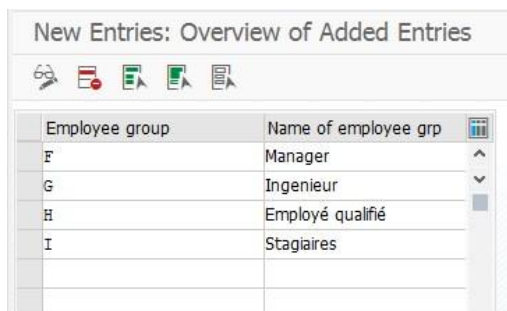 New Entries: Overview of Added Entries
Employee group Name of employee grp
F Manager
G Ingenieur
H Employé qualifié
I Stagiaires